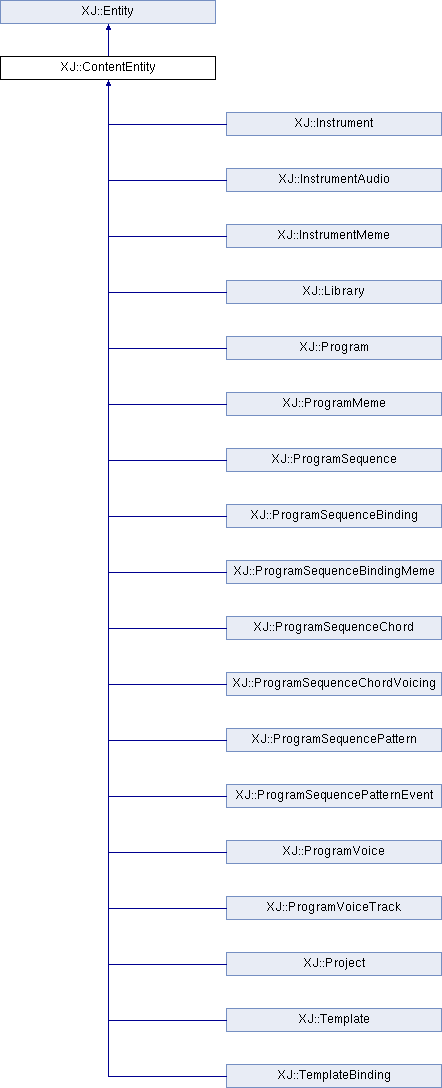 XJ::Entity
XJ::ContentEntity
XJ::Instrument
XJ::InstrumentAudio
XJ::InstrumentMeme
XJ::Library
XJ::Program
XJ::ProgramMeme
XJ::ProgramSequence
XJ::ProgramSequenceBinding
XJ::ProgramSequenceBindingMeme
XJ::ProgramSequenceChord
XJ::ProgramSequenceChordVoicing
XJ::ProgramSequencePattern
XJ::ProgramSequencePatternEvent
XJ::ProgramVoice
XJ::ProgramVoiceTrack
XJ::Project
XJ::Template
XJ::TemplateBinding